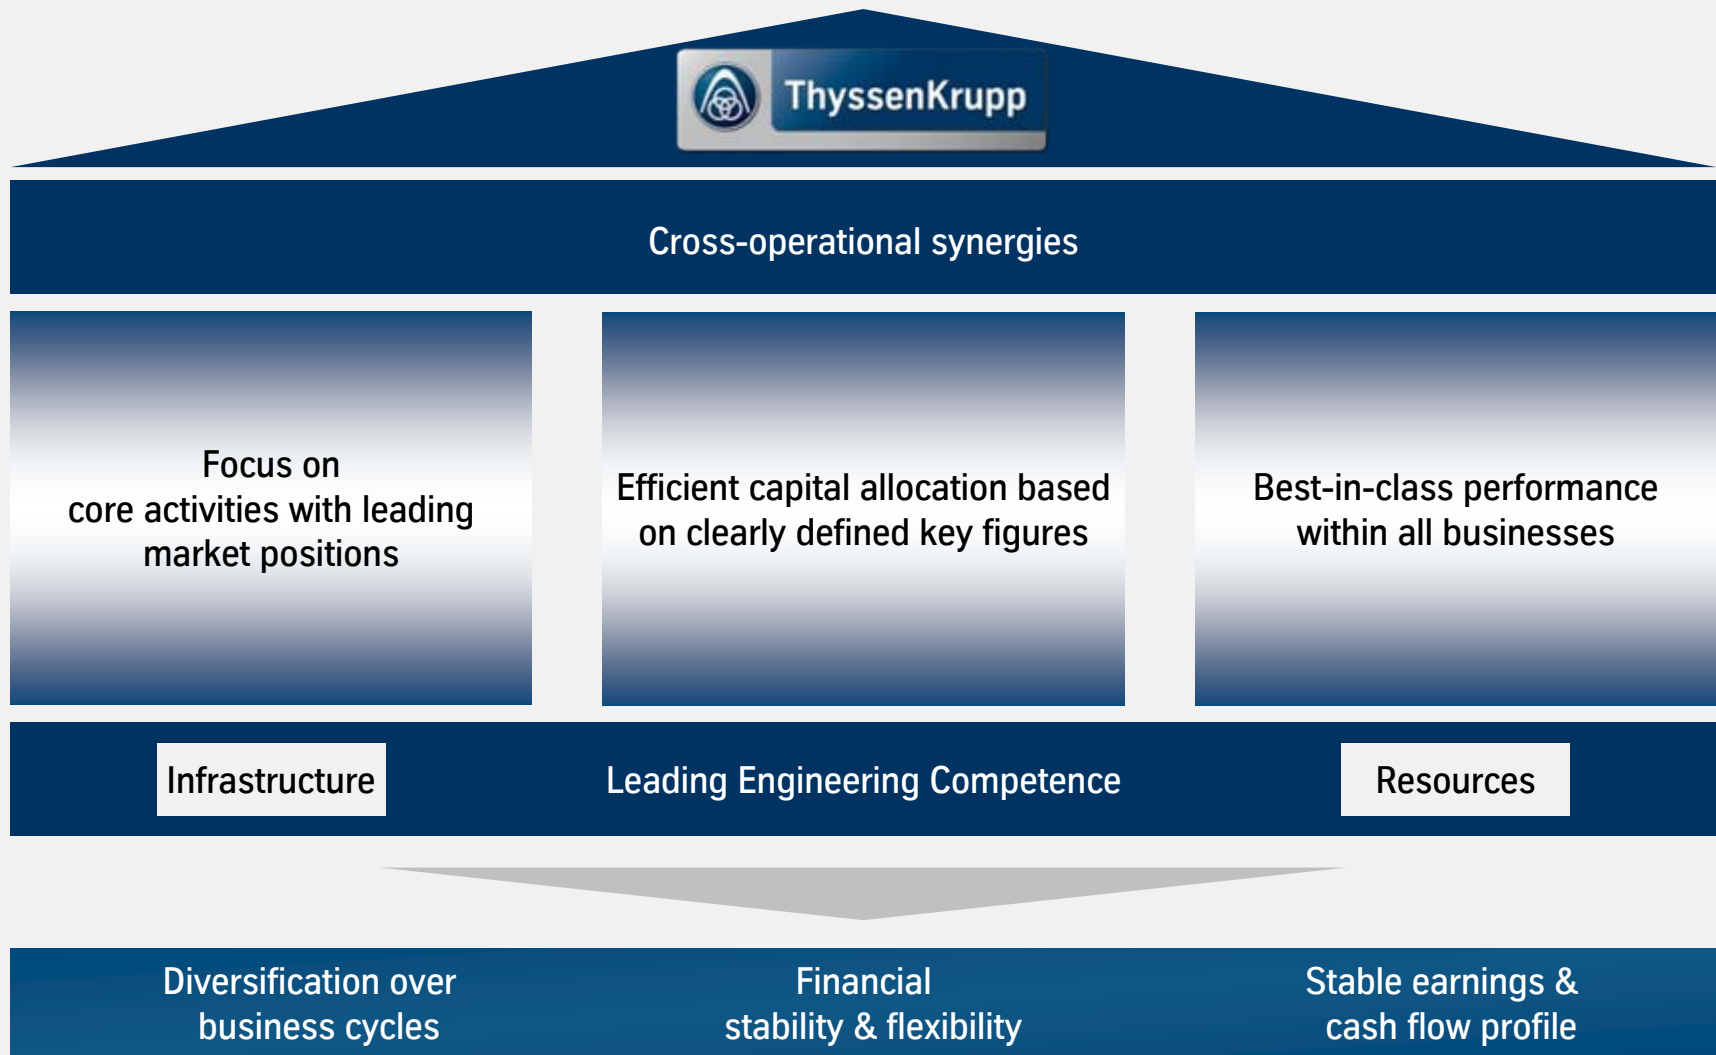 ThyssenKrupp
Cross-operational synergies
Focus on
core activities with leading
market positions
Efficient capital allocation based
on clearly defined key figures
Best-in-class performance
within all businesses
Infrastructure
Leading Engineering Competence
Resources
Diversification over
business cycles
Financial
stability & flexibility
Stable earnings &
cash flow profile